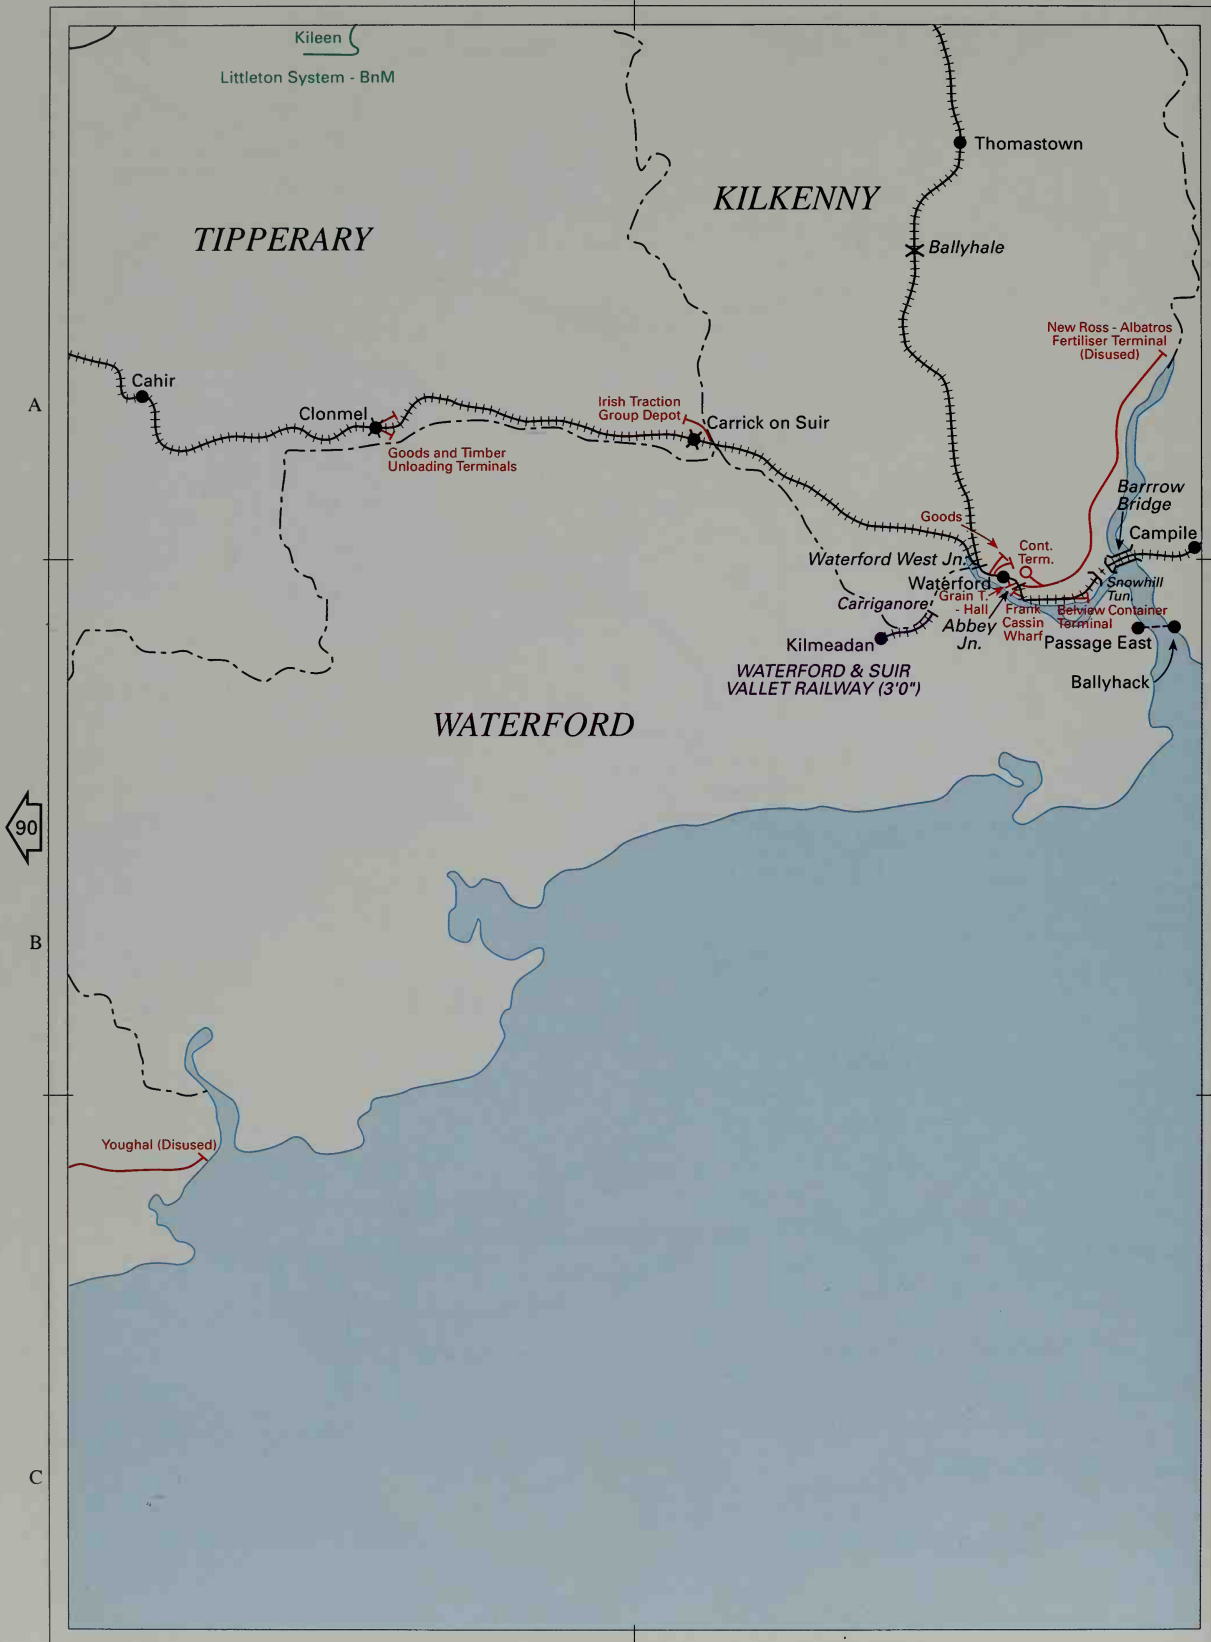 Kileen
Littleton System - BnM
Thomastown
KILKENNY
TIPPERARY
Ballyhale
New Ross - Albatros
Fertiliser Terminal
(Disused)
Cahir
A
Clonmel
Irish Traction
Group Depot
Carrick on Suir
Goods and Timber
Unloading Terminals
Barrrow
Bridge
Goods
Campile
Cont.
Term.
Waterford West Jn.
Waterford
Snowhill
Tun.
Grain T.
- Hall
Carriganore
Frank
Cassin
Wharf
Belview Container
Terminal
Abbey
Jn.
Kilmeadan
Passage East
WATERFORD & SUIR
VALLET RAILWAY (3'0")
Ballyhack
WATERFORD
90
B
Youghal (Disused)
C